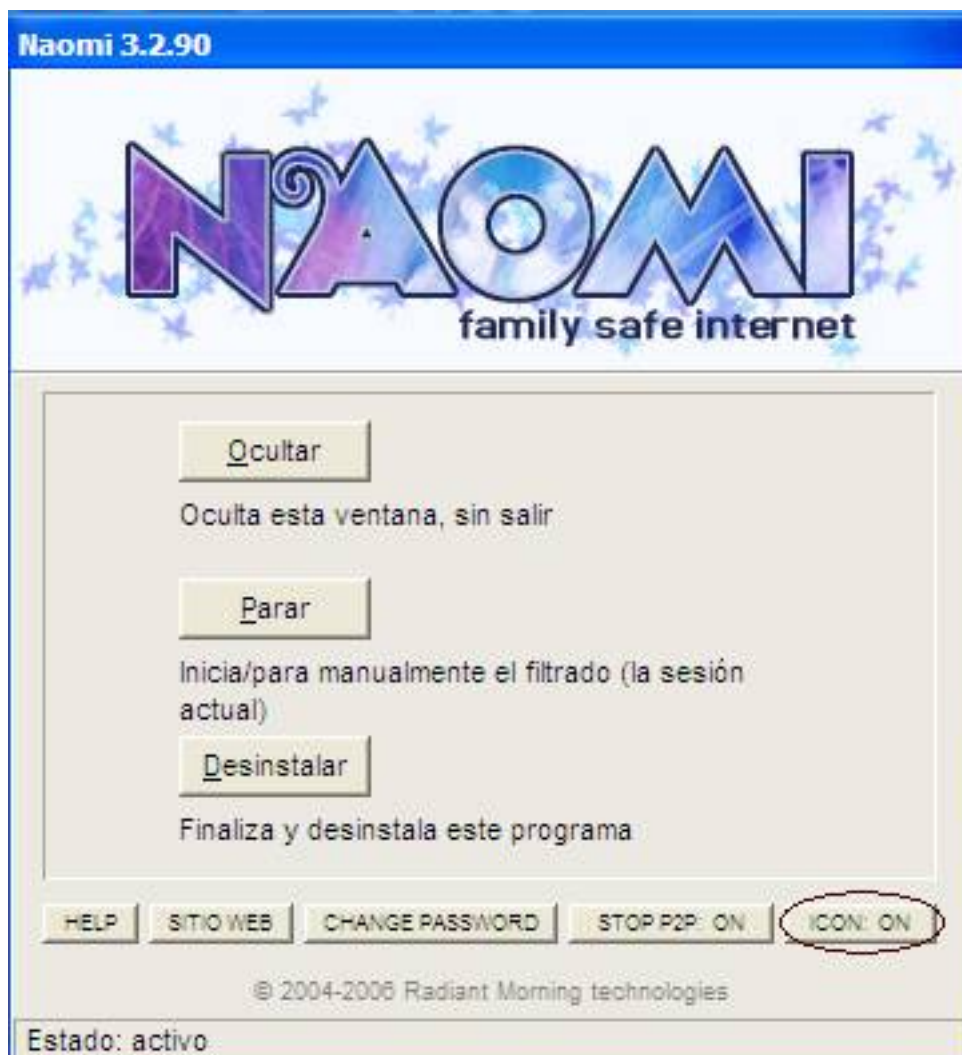 Naomi 3.2.90
NAOMI
family safe internet
Ocultar
Oculta esta ventana, sin salir
Parar
Inicia/para manualmente el filtrado (la sesión
actual)
Desinstalar
Finaliza y desinstala este programa
HELP SITIO WEB CHANGE PASSWORD STOP P2P: ON ICON: ON
© 2004-2006 Radiant Morning technologies
Estado: activo